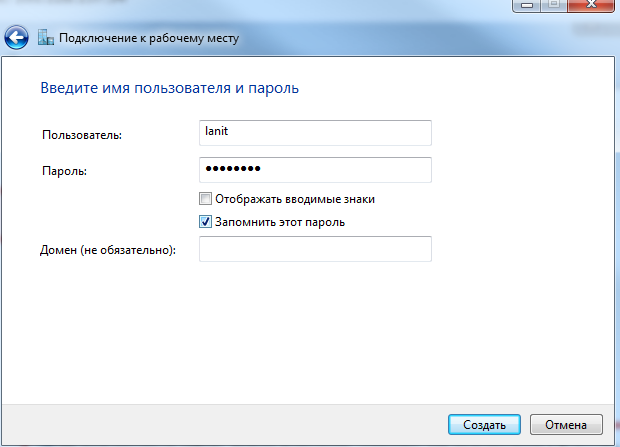 Подключение к рабочему месту
Введите имя пользователя и пароль
Пользователь: lanit
Пароль: ●●●●●●●●
Отображать вводимые знаки
Запомнить этот пароль
Домен (не обязательно):
Создать Отмена